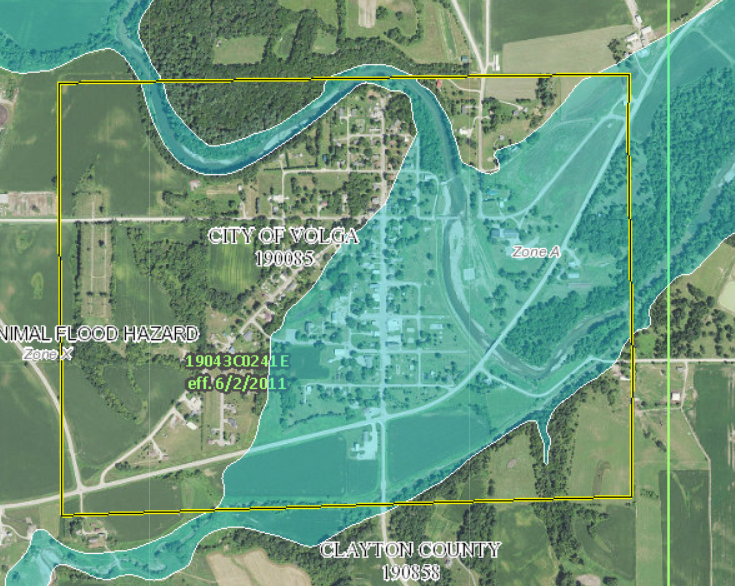 CITY OF VOLGA
190085
Zone A
NIMAL FLOOD HAZARD
Zone X
19043C0241E
eff. 6/2/2011
CLAYTON COUNTY
190858